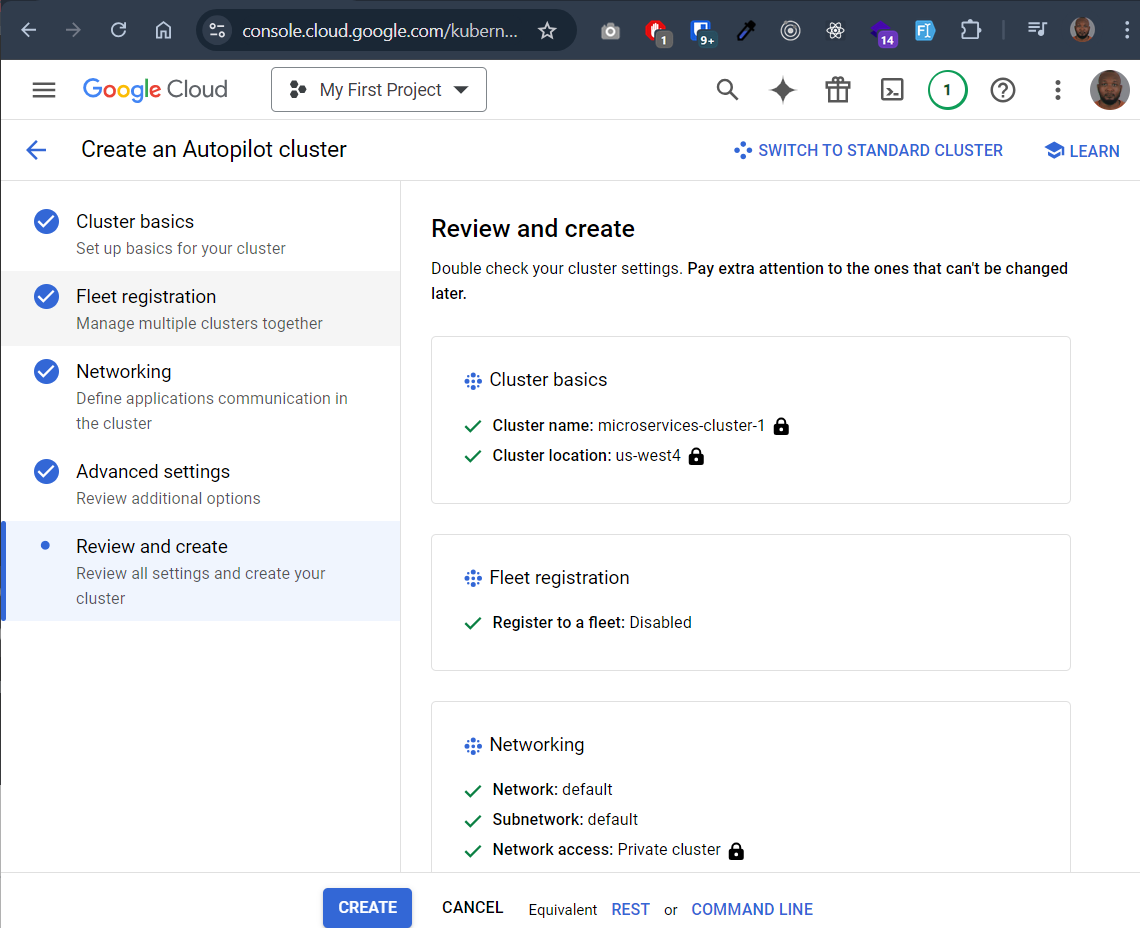 console.cloud.google.com/kubern...
1
9+
14
FI
Google Cloud
My First Project
1
Create an Autopilot cluster
SWITCH TO STANDARD CLUSTER
LEARN
Cluster basics
Set up basics for your cluster
Fleet registration
Manage multiple clusters together
Networking
Define applications communication in
the cluster
Advanced settings
Review additional options
Review and create
Review all settings and create your
cluster
Review and create
Double check your cluster settings. Pay extra attention to the ones that can't be changed
later.
Cluster basics
Cluster name: microservices-cluster-1
Cluster location: us-west4
Fleet registration
Register to a fleet: Disabled
Networking
Network: default
Subnetwork: default
Network access: Private cluster
CREATE
CANCEL
Equivalent REST or COMMAND LINE